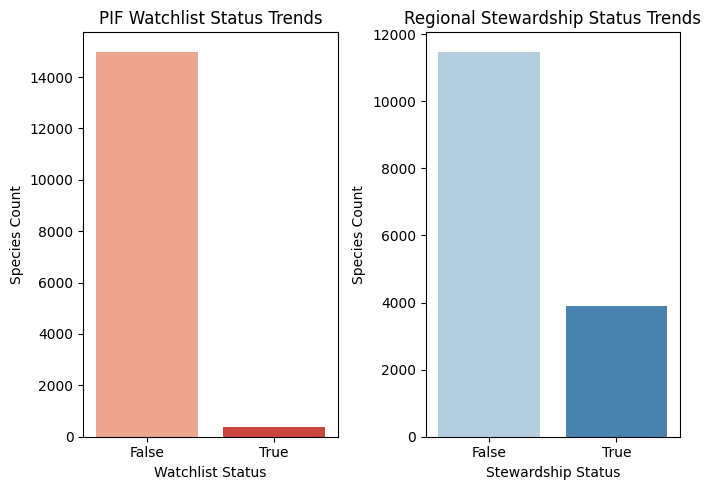 PIF Watchlist Status Trends
Species Count
14000
12000
10000
8000
6000
4000
2000
0
False
True
Watchlist Status
Regional Stewardship Status Trends
Species Count
12000
10000
8000
6000
4000
2000
0
False
True
Stewardship Status